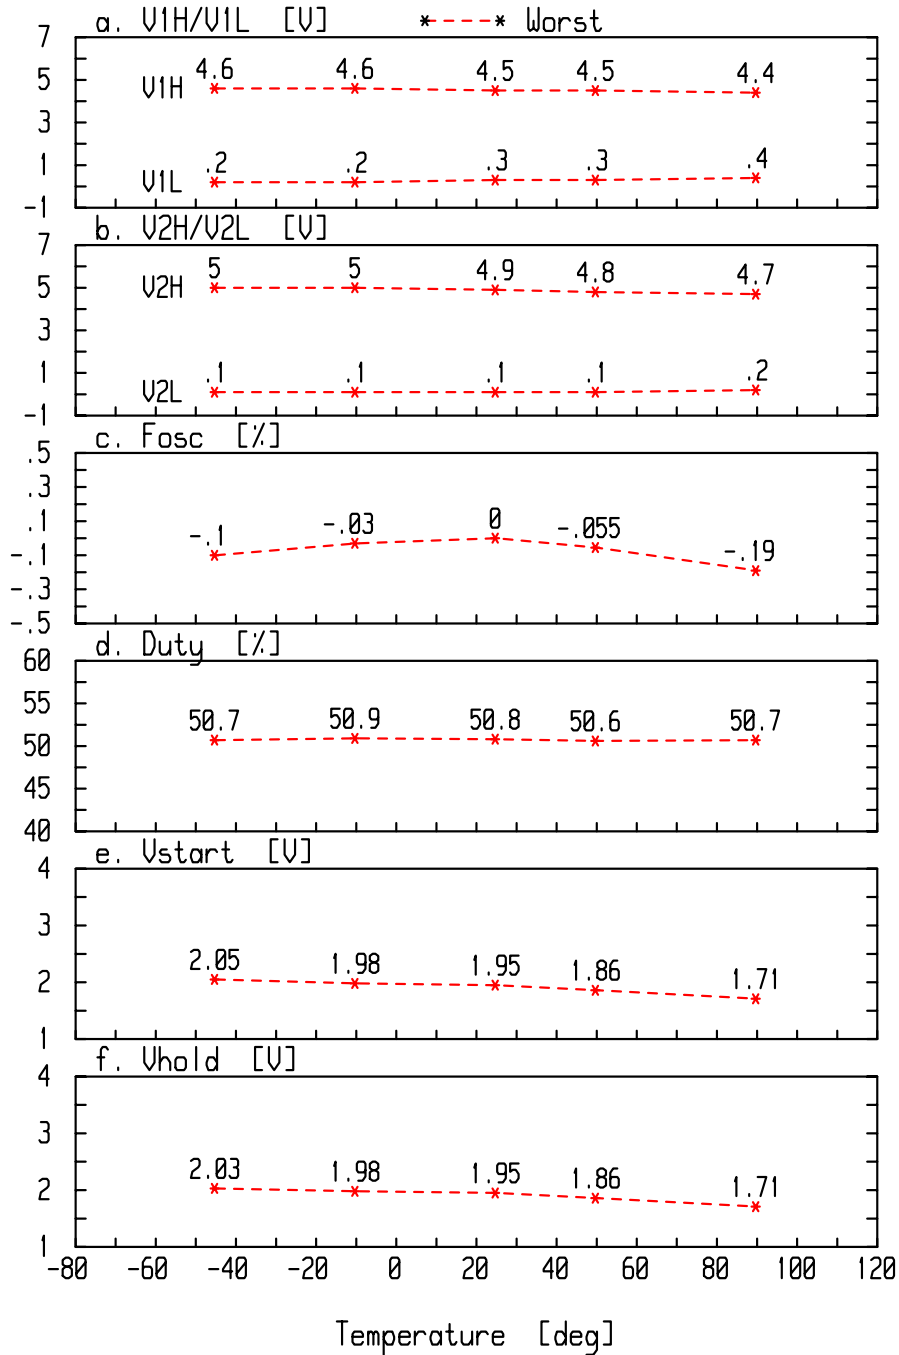 a. V1H/V1L [V] *-----* Worst
7
4.6 4.6 4.5 4.5 4.4
5 V1H
3
1 .2 .2 .3 .3 .4
V1L
-1
b. V2H/V2L [V]
7
5 5 4.9 4.8 4.7
5 V2H
3
1 .1 .1 .1 .1 .2
V2L
-1
c. Fosc [%]
.5
.3
.1 -.1 -.03 0 -.055 -.19
-.1
-.3
-.5
d. Duty [%]
60
55
50.7 50.9 50.8 50.6 50.7
50
45
40
e. Vstart [V]
4
3
2.05 1.98 1.95 1.86 1.71
2
1
f. Vhold [V]
4
3
2.03 1.98 1.95 1.86 1.71
2
1
-80 -60 -40 -20 0 20 40 60 80 100 120
Temperature [deg]